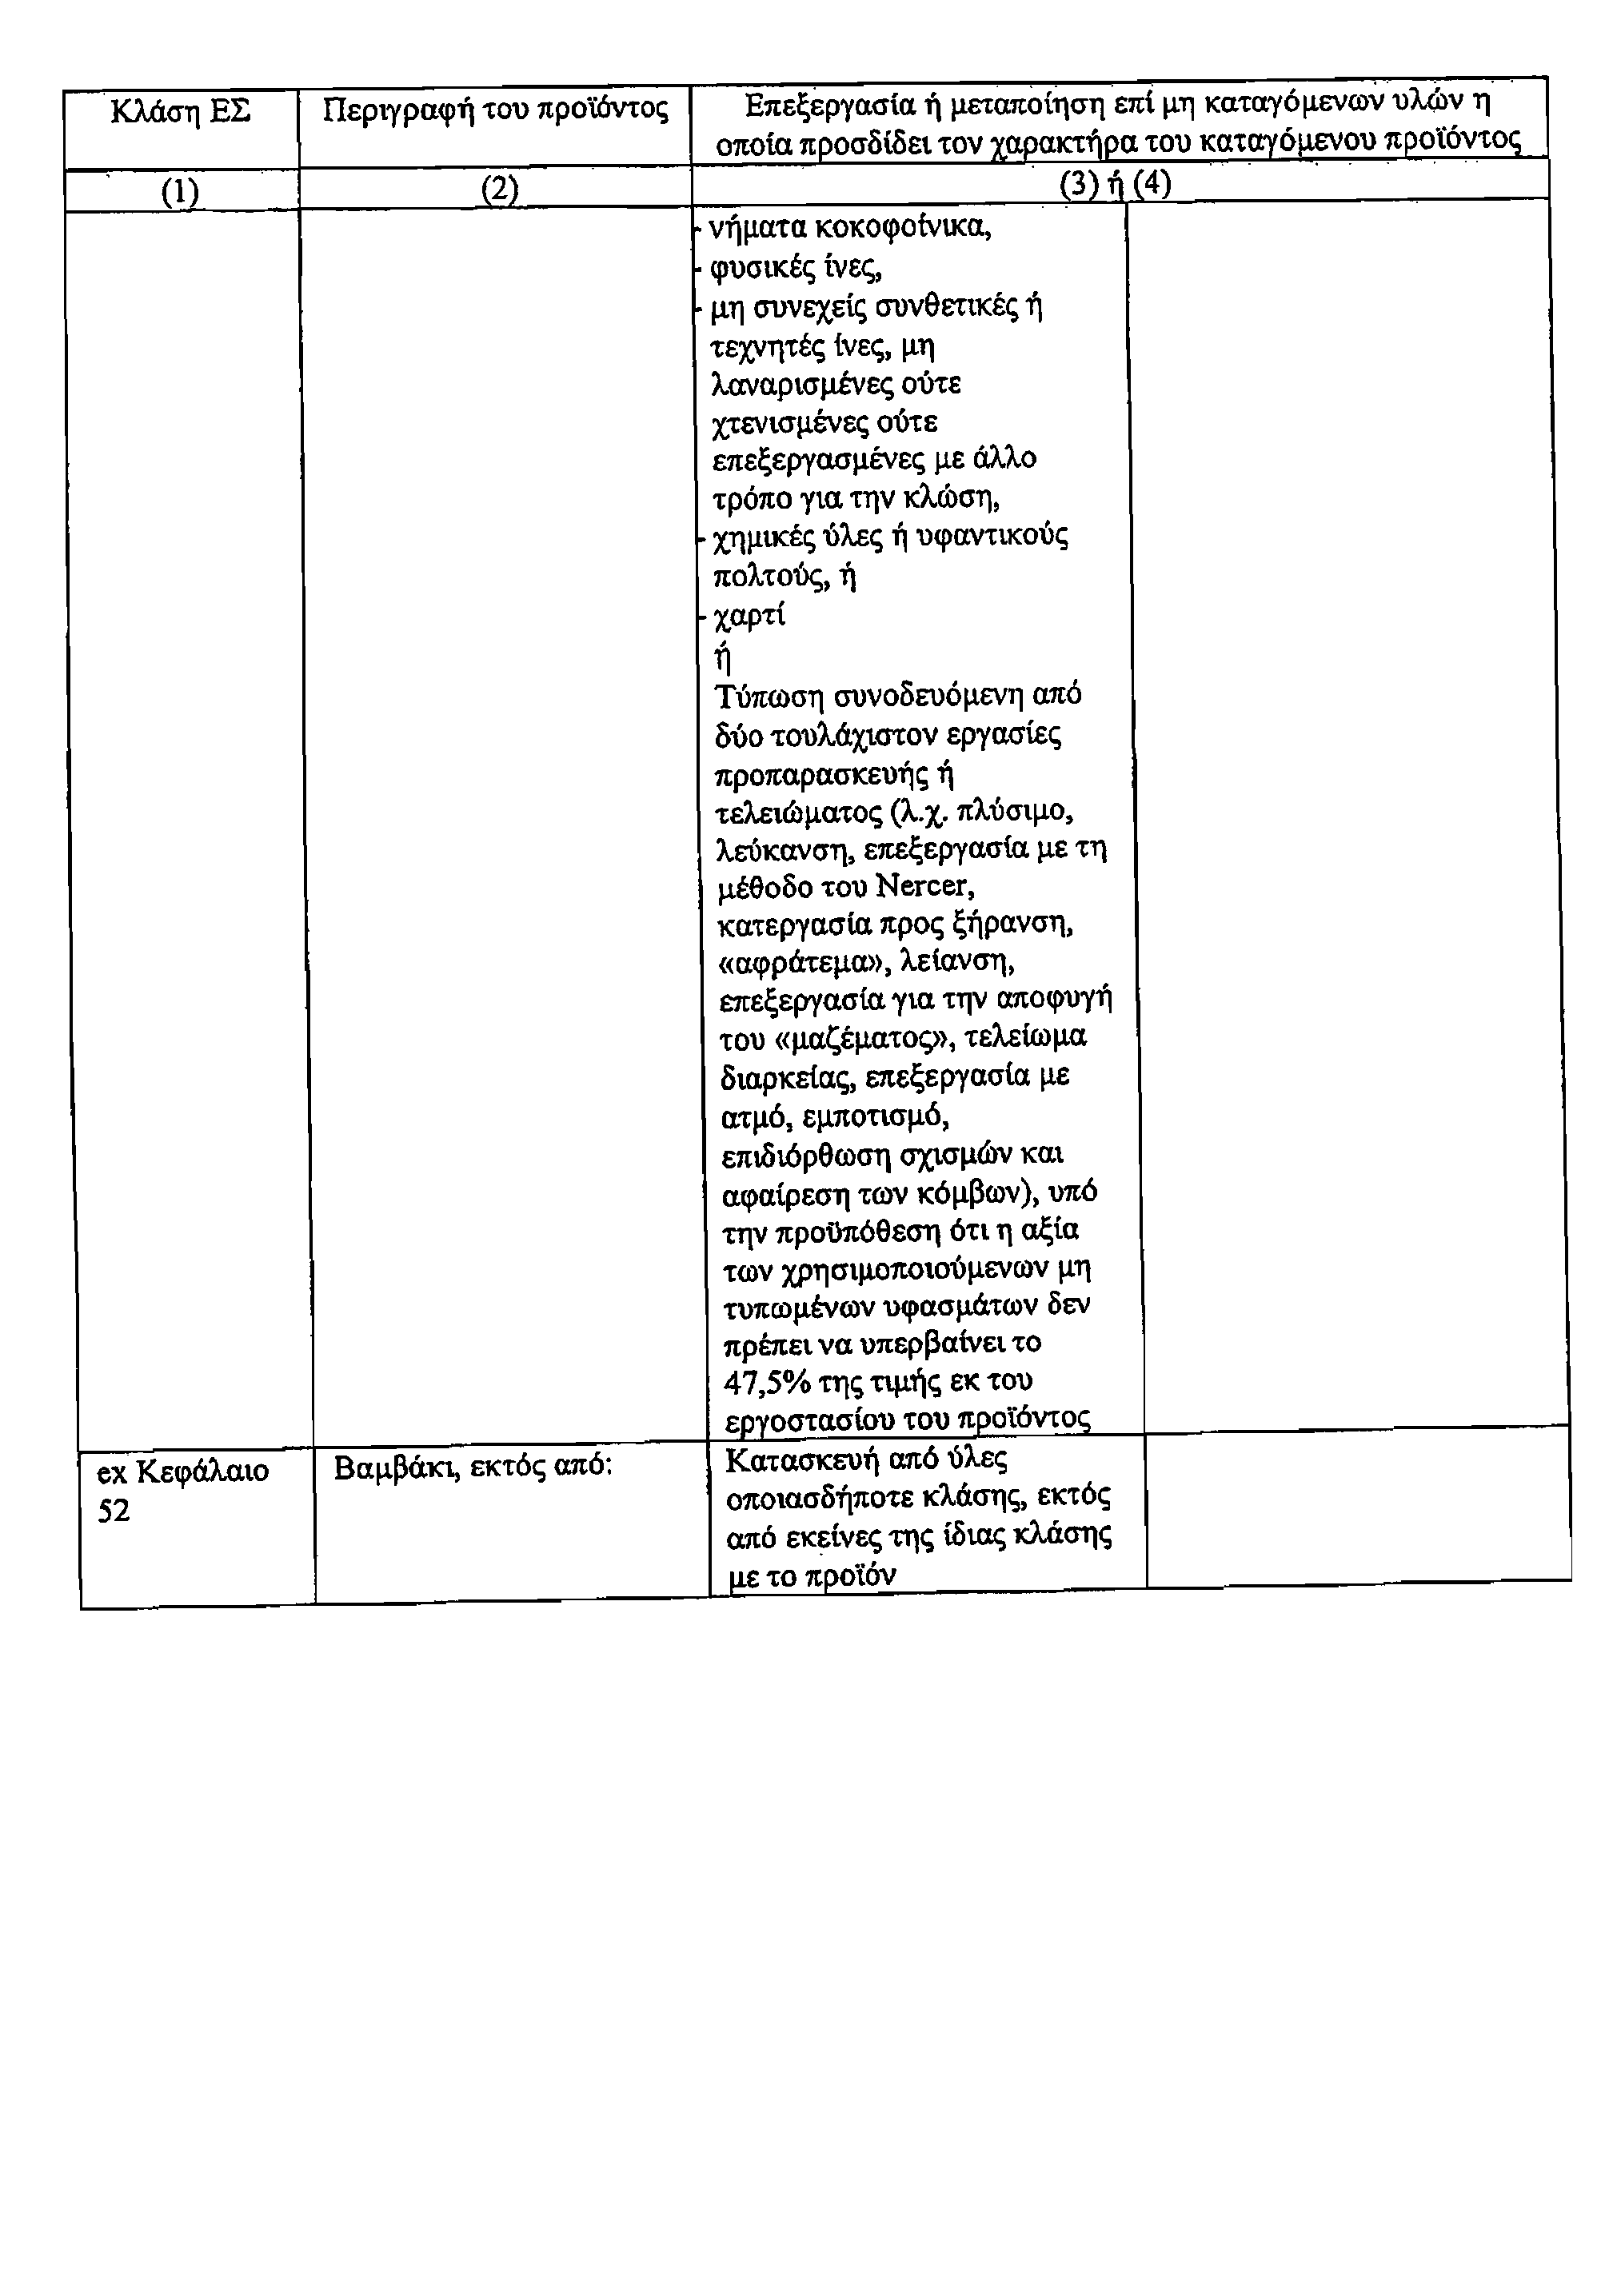 Κλάση ΕΣ
Περιγραφή του προϊόντος
Επεξεργασία ή μεταποίηση επί μη καταγόμενων υλών η
οποία προσδίδει τον χαρακτήρα του καταγόμενου προϊόντος
(1)
(2)
(3) ή (4)
- νήματα κοκοφοίνικα,
- φυσικές ίνες,
- μη συνεχείς συνθετικές ή
τεχνητές ίνες, μη
λαναρισμένες ούτε
χτενισμένες ούτε
επεξεργασμένες με άλλο
τρόπο για την κλώση,
- χημικές ύλες ή υφαντικούς
πολτούς, ή
- χαρτί
ή
Τύπωση συνοδευόμενη από
δύο τουλάχιστον εργασίες
προπαρασκευής ή
τελειώματος (λ.χ. πλύσιμο,
λεύκανση, επεξεργασία με τη
μέθοδο του Nercer,
κατεργασία προς ξήρανση,
«αφράτεμα», λείανση,
επεξεργασία για την αποφυγή
του «μαζέματος», τελείωμα
διαρκείας, επεξεργασία με
ατμό, εμποτισμό,
επιδιόρθωση σχισμών και
αφαίρεση των κόμβων), υπό
την προϋπόθεση ότι η αξία
των χρησιμοποιούμενων μη
τυπωμένων υφασμάτων δεν
πρέπει να υπερβαίνει το
47,5% της τιμής εκ του
εργοστασίου του προϊόντος
ex Κεφάλαιο
52
Βαμβάκι, εκτός από:
Κατασκευή από ύλες
οποιασδήποτε κλάσης, εκτός
από εκείνες της ίδιας κλάσης
με το προϊόν